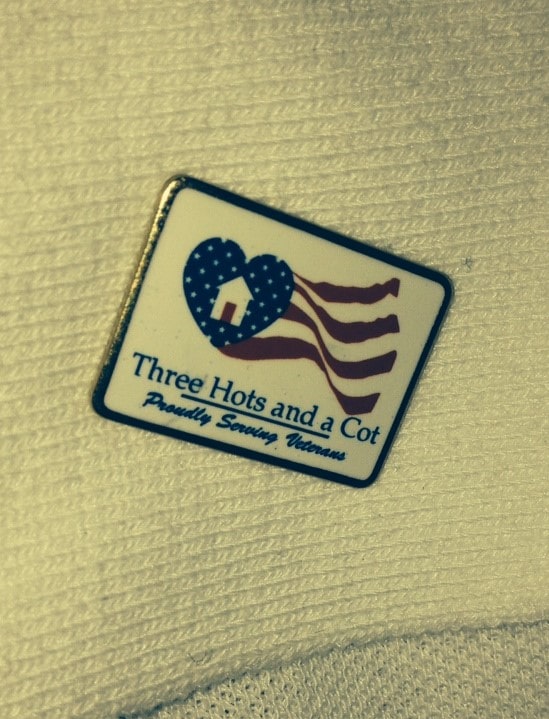 Three Hots and a Cot
Proudly Serving Veterans